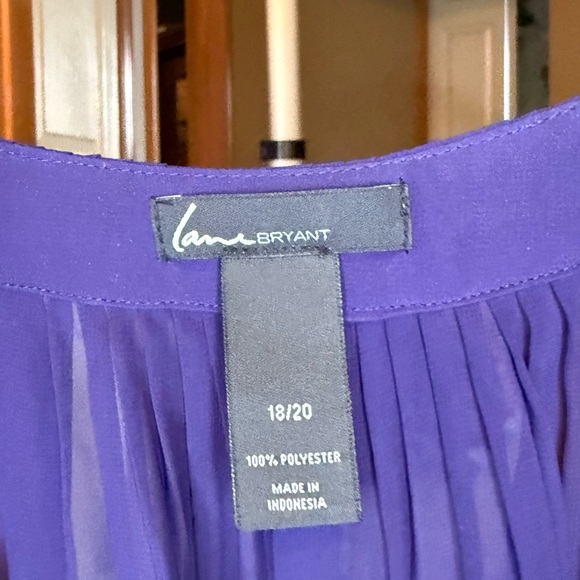 lane BRYANT
18/20
100% POLYESTER
MADE IN
INDONESIA